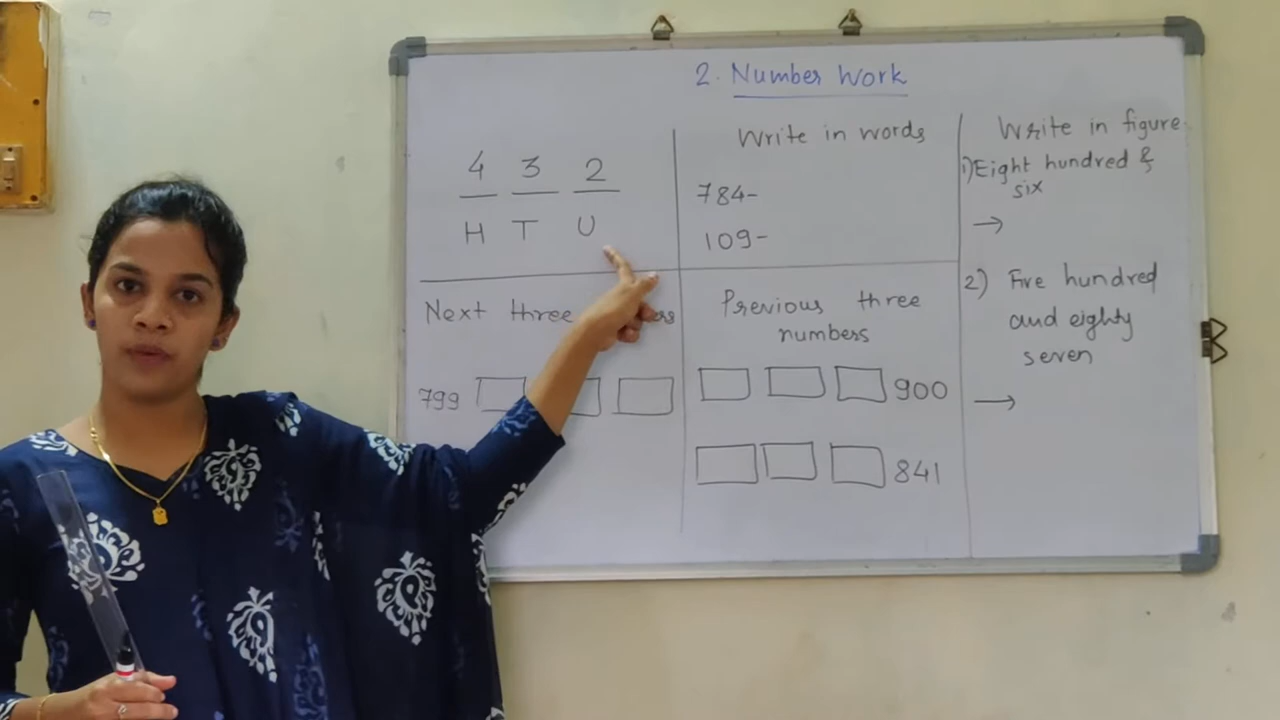 2. Number Work
4 3 2
H T U
Write in words
784-
109-
Write in figure
1) Eight hundred &
six
→
2) Five hundred
and eighty
seven
→
Next three
799
Previous three
numbers
900
841